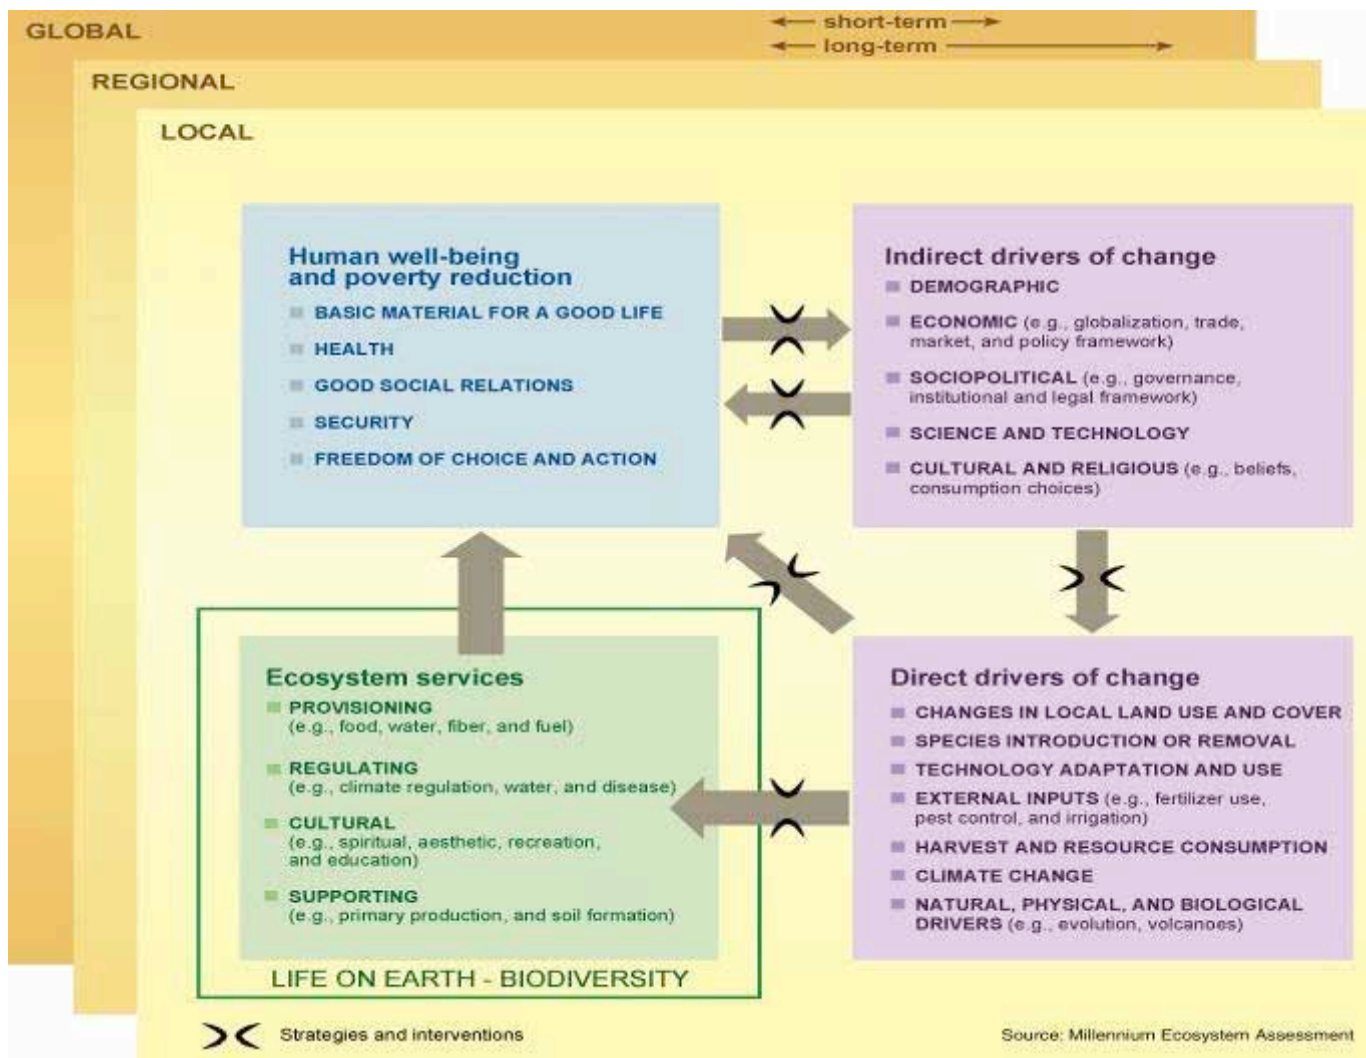 GLOBAL
short-term
long-term
REGIONAL
LOCAL
Human well-being
and poverty reduction
BASIC MATERIAL FOR A GOOD LIFE
HEALTH
GOOD SOCIAL RELATIONS
SECURITY
FREEDOM OF CHOICE AND ACTION
Indirect drivers of change
DEMOGRAPHIC
ECONOMIC (e.g., globalization, trade,
market, and policy framework)
SOCIOPOLITICAL (e.g., governance,
institutional and legal framework)
SCIENCE AND TECHNOLOGY
CULTURAL AND RELIGIOUS (e.g., beliefs,
consumption choices)
Ecosystem services
PROVISIONING
(e.g., food, water, fiber, and fuel)
REGULATING
(e.g., climate regulation, water, and disease)
CULTURAL
(e.g., spiritual, aesthetic, recreation,
and education)
SUPPORTING
(e.g., primary production, and soil formation)
LIFE ON EARTH - BIODIVERSITY
Direct drivers of change
CHANGES IN LOCAL LAND USE AND COVER
SPECIES INTRODUCTION OR REMOVAL
TECHNOLOGY ADAPTATION AND USE
EXTERNAL INPUTS (e.g., fertilizer use,
pest control, and irrigation)
HARVEST AND RESOURCE CONSUMPTION
CLIMATE CHANGE
NATURAL, PHYSICAL, AND BIOLOGICAL
DRIVERS (e.g., evolution, volcanoes)
Strategies and interventions
Source: Millennium Ecosystem Assessment